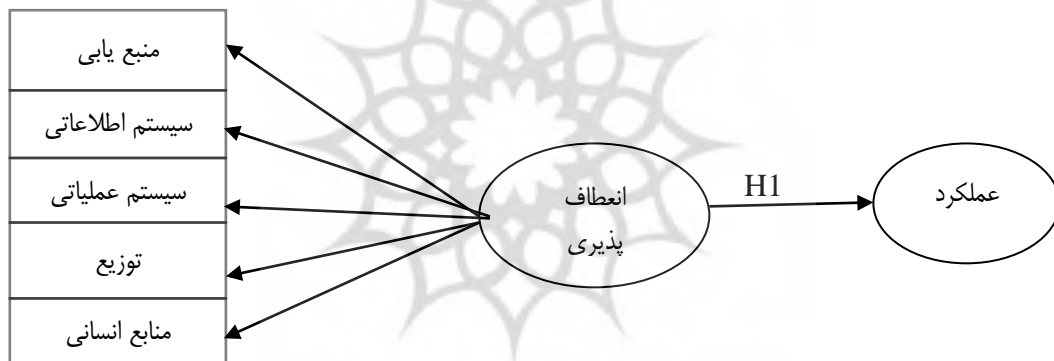 منبع یابی
سیستم اطلاعاتی
سیستم عملیاتی
توزیع
منابع انسانی
انعطاف
پذیری
H1
عملکرد